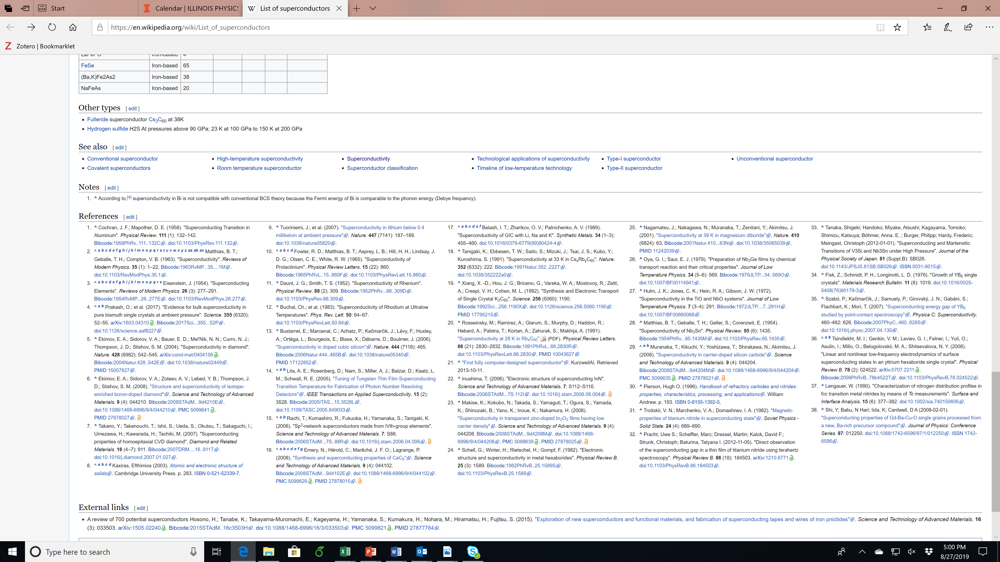 Start
Calendar | ILLINOIS PHYSICS
List of superconductors
https://en.wikipedia.org/wiki/List_of_superconductors
Zotero | Bookmarklet
LaFePO Iron-based 4
FeSe Iron-based 65
(Ba,K)Fe2As2 Iron-based 38
NaFeAs Iron-based 20
Other types [ edit ]
• Fulleride superconductor Cs3C60 at 38K
• Hydrogen sulfide H2S At pressures above 90 GPa; 23 K at 100 GPa to 150 K at 200 GPa
See also [ edit ]
• Conventional superconductor
• Covalent superconductors
• High-temperature superconductivity
• Room temperature superconductor
• Superconductivity
• Superconductor classification
• Technological applications of superconductivity
• Timeline of low-temperature technology
• Type-I superconductor
• Type-II superconductor
• Unconventional superconductor
Notes [ edit ]
1. ^ According to,[4] superconductivity in Bi is not compatible with conventional BCS theory because the Fermi energy of Bi is comparable to the phonon energy (Debye frequency).
References [ edit ]
1. ^ Cochran, J. F.; Mapother, D. E. (1958). "Superconducting Transition in
Aluminum". Physical Review. 111 (1): 132–142.
Bibcode:1958PhRv..111..132C. doi:10.1103/PhysRev.111.132.
2. ^ a b c d e f g h i j k l m n o p q r s t u v w x y z aa ab ac Matthias, B. T.;
Geballe, T. H.; Compton, V. B. (1963). "Superconductivity". Reviews of
Modern Physics. 35 (1): 1–22. Bibcode:1963RvMP...35....1M.
doi:10.1103/RevModPhys.35.1.
3. ^ a b c d e f g h i j k l m n o p q r s Eisenstein, J. (1954). "Superconducting
Elements". Reviews of Modern Physics. 26 (3): 277–291.
Bibcode:1954RvMP...26..277E. doi:10.1103/RevModPhys.26.277.
4. ^ a b Prakash, O.; et al. (2017). "Evidence for bulk superconductivity in
pure bismuth single crystals at ambient pressure". Science. 355 (6320):
52–55. arXiv:1603.04310. Bibcode:2017Sci...355...52P.
doi:10.1126/science.aaf8227.
5. ^ Ekimov, E. A.; Sidorov, V. A.; Bauer, E. D.; Mel'Nik, N. N.; Curro, N. J.;
Thompson, J. D.; Stishov, S. M. (2004). "Superconductivity in diamond".
Nature. 428 (6982): 542–545. arXiv:cond-mat/0404156.
Bibcode:2004Natur.428..542E. doi:10.1038/nature02449.
PMID 15057827.
6. ^ Ekimov, E. A.; Sidorov, V. A.; Zoteev, A. V.; Lebed, Y. B.; Thompson, J.
D.; Stishov, S. M. (2008). "Structure and superconductivity of isotope-
enriched boron-doped diamond". Science and Technology of Advanced
Materials. 9 (4): 044210. Bibcode:2008STAdM...9d4210E.
doi:10.1088/1468-6996/9/4/044210. PMC 5099641.
PMID 27878027.
7. ^ Takano, Y.; Takenouchi, T.; Ishii, S.; Ueda, S.; Okutsu, T.; Sakaguchi, I.;
Umezawa, H.; Kawarada, H.; Tachiki, M. (2007). "Superconducting
properties of homoepitaxial CVD diamond". Diamond and Related
Materials. 16 (4–7): 911. Bibcode:2007DRM....16..911T.
doi:10.1016/j.diamond.2007.01.027.
8. ^ a b c d Kaxiras, Efthimios (2003). Atomic and electronic structure of
solids. Cambridge University Press. p. 283. ISBN 0-521-52339-7.
9. ^ Tuoriniemi, J.; et al. (2007). "Superconductivity in lithium below 0.4
millikelvin at ambient pressure". Nature. 447 (7141): 187–189.
doi:10.1038/nature05820.
10. ^ a b c d Fowler, R. D.; Matthias, B. T.; Asprey, L. B.; Hill, H. H.; Lindsay, J.
D. G.; Olsen, C. E.; White, R. W. (1965). "Superconductivity of
Protactinium". Physical Review Letters. 15 (22): 860.
Bibcode:1965PhRvL..15..860F. doi:10.1103/PhysRevLett.15.860.
11. ^ Daunt, J. G.; Smith, T. S. (1952). "Superconductivity of Rhenium".
Physical Review. 88 (2): 309. Bibcode:1952PhRv...88..309D.
doi:10.1103/PhysRev.88.309.
12. ^ Buchal, Ch.; et al. (1983). "Superconductivity of Rhodium at Ultralow
Temperatures". Phys. Rev. Lett. 50: 64–67.
doi:10.1103/PhysRevLett.50.64.
13. ^ Bustarret, E.; Marcenat, C.; Achatz, P.; Kačmarčik, J.; Lévy, F.; Huxley,
A.; Ortéga, L.; Bourgeois, E.; Blase, X.; Débarre, D.; Boulmer, J. (2006).
"Superconductivity in doped cubic silicon". Nature. 444 (7118): 465.
Bibcode:2006Natur.444..465B. doi:10.1038/nature05340.
PMID 17122852.
14. ^ a b Lita, A. E.; Rosenberg, D.; Nam, S.; Miller, A. J.; Balzar, D.; Kaatz, L.
M.; Schwall, R. E. (2005). "Tuning of Tungsten Thin Film Superconducting
Transition Temperature for Fabrication of Photon Number Resolving
Detectors". IEEE Transactions on Applied Superconductivity. 15 (2):
3528. Bibcode:2005ITAS...15.3528L.
doi:10.1109/TASC.2005.849033.
15. ^ a b Rachi, T.; Kumashiro, R.; Fukuoka, H.; Yamanaka, S.; Tanigaki, K.
(2006). "Sp3-network superconductors made from IVth-group elements".
Science and Technology of Advanced Materials. 7: S88.
Bibcode:2006STAdM...7S..88R. doi:10.1016/j.stam.2006.04.006.
16. ^ a b c d e f g Emery, N.; Hérold, C.; Marêché, J. F. O.; Lagrange, P.
(2008). "Synthesis and superconducting properties of CaC6". Science
and Technology of Advanced Materials. 9 (4): 044102.
Bibcode:2008STAdM...9d4102E. doi:10.1088/1468-6996/9/4/044102.
PMC 5099629. PMID 27878015.
17. ^ a b c d e f Belash, I. T.; Zharikov, O. V.; Palnichenko, A. V. (1989).
"Superconductivity of GIC with Li, Na and K". Synthetic Metals. 34 (1–3):
455–460. doi:10.1016/0379-6779(89)90424-4.
18. ^ Tanigaki, K.; Ebbesen, T. W.; Saito, S.; Mizuki, J.; Tsai, J. S.; Kubo, Y.;
Kuroshima, S. (1991). "Superconductivity at 33 K in CsxRbyC60". Nature.
352 (6332): 222. Bibcode:1991Natur.352..222T.
doi:10.1038/352222a0.
19. ^ Xiang, X. -D.; Hou, J. G.; Briceno, G.; Vareka, W. A.; Mostovoy, R.; Zettl,
A.; Crespi, V. H.; Cohen, M. L. (1992). "Synthesis and Electronic Transport
of Single Crystal K3C60". Science. 256 (5060): 1190.
Bibcode:1992Sci...256.1190X. doi:10.1126/science.256.5060.1190.
PMID 17795215.
20. ^ Rosseinsky, M.; Ramirez, A.; Glarum, S.; Murphy, D.; Haddon, R.;
Hebard, A.; Palstra, T.; Kortan, A.; Zahurak, S.; Makhija, A. (1991).
"Superconductivity at 28 K in RbxC60" (PDF). Physical Review Letters.
66 (21): 2830–2832. Bibcode:1991PhRvL..66.2830R.
doi:10.1103/PhysRevLett.66.2830. PMID 10043627.
21. ^ "First fully computer-designed superconductor". KurzweilAI. Retrieved
2013-10-11.
22. ^ Inushima, T. (2006). "Electronic structure of superconducting InN".
Science and Technology of Advanced Materials. 7: S112–S116.
Bibcode:2006STAdM...7S.112I. doi:10.1016/j.stam.2006.06.004.
23. ^ Makise, K.; Kokubo, N.; Takada, S.; Yamaguti, T.; Ogura, S.; Yamada,
K.; Shinozaki, B.; Yano, K.; Inoue, K.; Nakamura, H. (2008).
"Superconductivity in transparent zinc-doped In2O3 films having low
carrier density". Science and Technology of Advanced Materials. 9 (4):
044208. Bibcode:2008STAdM...9d4208M. doi:10.1088/1468-
6996/9/4/044208. PMC 5099639. PMID 27878025.
24. ^ Schell, G.; Winter, H.; Rietschel, H.; Gompf, F. (1982). "Electronic
structure and superconductivity in metal hexaborides". Physical Review B.
25 (3): 1589. Bibcode:1982PhRvB..25.1589S.
doi:10.1103/PhysRevB.25.1589.
25. ^ Nagamatsu, J.; Nakagawa, N.; Muranaka, T.; Zenitani, Y.; Akimitsu, J.
(2001). "Superconductivity at 39 K in magnesium diboride". Nature. 410
(6824): 63. Bibcode:2001Natur.410...63N. doi:10.1038/35065039.
PMID 11242039.
26. ^ Oya, G. I.; Saur, E. J. (1979). "Preparation of Nb3Ge films by chemical
transport reaction and their critical properties". Journal of Low
Temperature Physics. 34 (5–6): 569. Bibcode:1979JLTP...34..569O.
doi:10.1007/BF00114941.
27. ^ Hulm, J. K.; Jones, C. K.; Hein, R. A.; Gibson, J. W. (1972).
"Superconductivity in the TiO and NbO systems". Journal of Low
Temperature Physics. 7 (3–4): 291. Bibcode:1972JLTP....7..291H.
doi:10.1007/BF00660068.
28. ^ Matthias, B. T.; Geballe, T. H.; Geller, S.; Corenzwit, E. (1954).
"Superconductivity of Nb3Sn". Physical Review. 95 (6): 1435.
Bibcode:1954PhRv...95.1435M. doi:10.1103/PhysRev.95.1435.
29. ^ a b Muranaka, T.; Kikuchi, Y.; Yoshizawa, T.; Shirakawa, N.; Akimitsu, J.
(2008). "Superconductivity in carrier-doped silicon carbide". Science
and Technology of Advanced Materials. 9 (4): 044204.
Bibcode:2008STAdM...9d4204M. doi:10.1088/1468-6996/9/4/044204.
PMC 5099635. PMID 27878021.
30. ^ Pierson, Hugh O. (1996). Handbook of refractory carbides and nitrides:
properties, characteristics, processing, and applications. William
Andrew. p. 193. ISBN 0-8155-1392-5.
31. ^ Troitskii, V. N.; Marchenko, V. A.; Domashnev, I. A. (1982). "Magnetic
properties of titanium nitride in superconducting state". Soviet Physics -
Solid State. 24 (4): 689–690.
32. ^ Pracht, Uwe S.; Scheffler, Marc; Dressel, Martin; Kalok, David F.;
Strunk, Christoph; Baturina, Tatyana I. (2012-11-05). "Direct observation
of the superconducting gap in a thin film of titanium nitride using terahertz
spectroscopy". Physical Review B. 86 (18): 184503. arXiv:1210.6771.
doi:10.1103/PhysRevB.86.184503.
33. ^ Tanaka, Shigeki; Handoko; Miyake, Atsushi; Kagayama, Tomoko;
Shimizu, Katsuya; Böhmer, Anna. E. ; Burger, Philipp; Hardy, Frederic;
Meingast, Christoph (2012-01-01). "Superconducting and Martensitic
Transitions of V3Si and Nb3Sn under High Pressure". Journal of the
Physical Society of Japan. 81 (Suppl.B): SB026.
doi:10.1143/JPSJS.81SB.SB026. ISSN 0031-9015.
34. ^ Fisk, Z.; Schmidt, P. H.; Longinotti, L. D. (1976). "Growth of YB6 single
crystals". Materials Research Bulletin. 11 (8): 1019. doi:10.1016/0025-
5408(76)90179-3.
35. ^ Szabó, P.; Kačmarčík, J.; Samuely, P.; Girovský, J. N.; Gabáni, S.;
Flachbart, K.; Mori, T. (2007). "Superconducting energy gap of YB6
studied by point-contact spectroscopy". Physica C: Superconductivity.
460–462: 626. Bibcode:2007PhyC..460..626S.
doi:10.1016/j.physc.2007.04.135.
36. ^ a b Tsindlekht, M. I.; Genkin, V. M.; Leviev, G. I.; Felner, I.; Yuli, O.;
Asulin, I.; Millo, O.; Belogolovskii, M. A.; Shitsevalova, N. Y. (2008).
"Linear and nonlinear low-frequency electrodynamics of surface
superconducting states in an yttrium hexaboride single crystal". Physical
Review B. 78 (2): 024522. arXiv:0707.2211.
Bibcode:2008PhRvB..78b4522T. doi:10.1103/PhysRevB.78.024522.
37. ^ Lengauer, W. (1990). "Characterization of nitrogen distribution profiles in
fcc transition metal nitrides by means of Tc measurements". Surface and
Interface Analysis. 15 (6): 377–382. doi:10.1002/sia.740150606.
38. ^ Shi, Y; Babu, N Hari; Iida, K; Cardwell, D A (2008-02-01).
"Superconducting properties of Gd-Ba-Cu-O single grains processed from
a new, Ba-rich precursor compound". Journal of Physics: Conference
Series. 97: 012250. doi:10.1088/1742-6596/97/1/012250. ISSN 1742-
6596.
External links [ edit ]
• A review of 700 potential superconductors Hosono, H.; Tanabe, K.; Takayama-Muromachi, E.; Kageyama, H.; Yamanaka, S.; Kumakura, H.; Nohara, M.; Hiramatsu, H.; Fujitsu, S. (2015). "Exploration of new superconductors and functional materials, and fabrication of superconducting tapes and wires of iron pnictides". Science and Technology of Advanced Materials. 16
(3): 033503. arXiv:1505.02240. Bibcode:2015STAdM..16c3503H. doi:10.1088/1468-6996/16/3/033503. PMC 5099821. PMID 27877784.
Type here to search
5:00 PM
8/27/2019